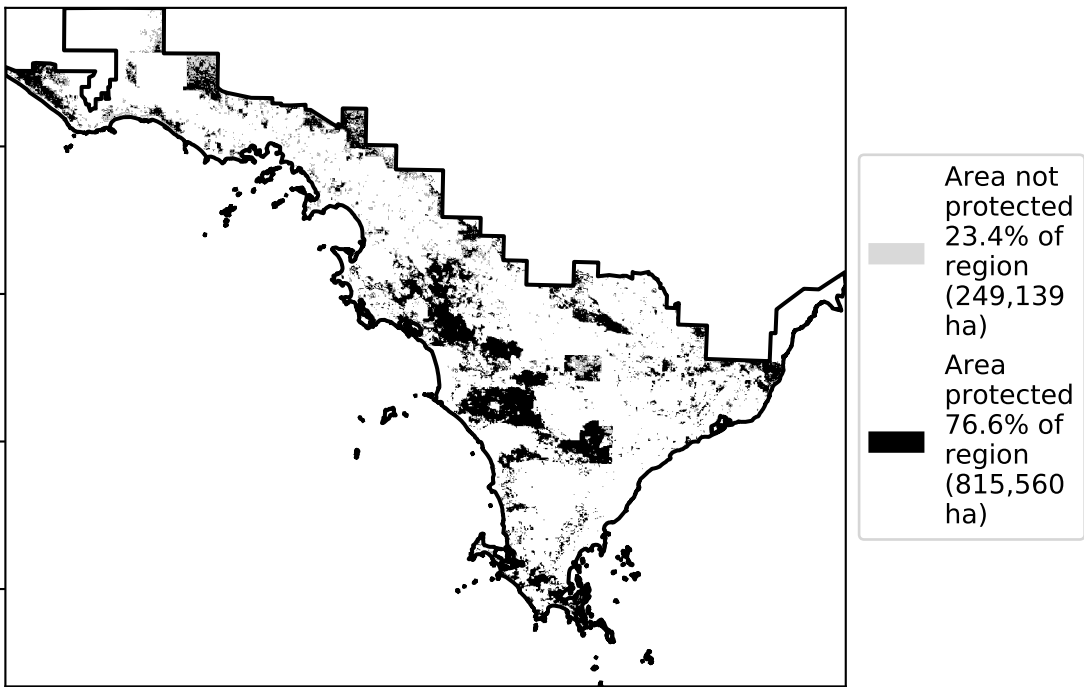 Area not
protected
23.4% of
region
(249,139
ha)
Area
protected
76.6% of
region
(815,560
ha)